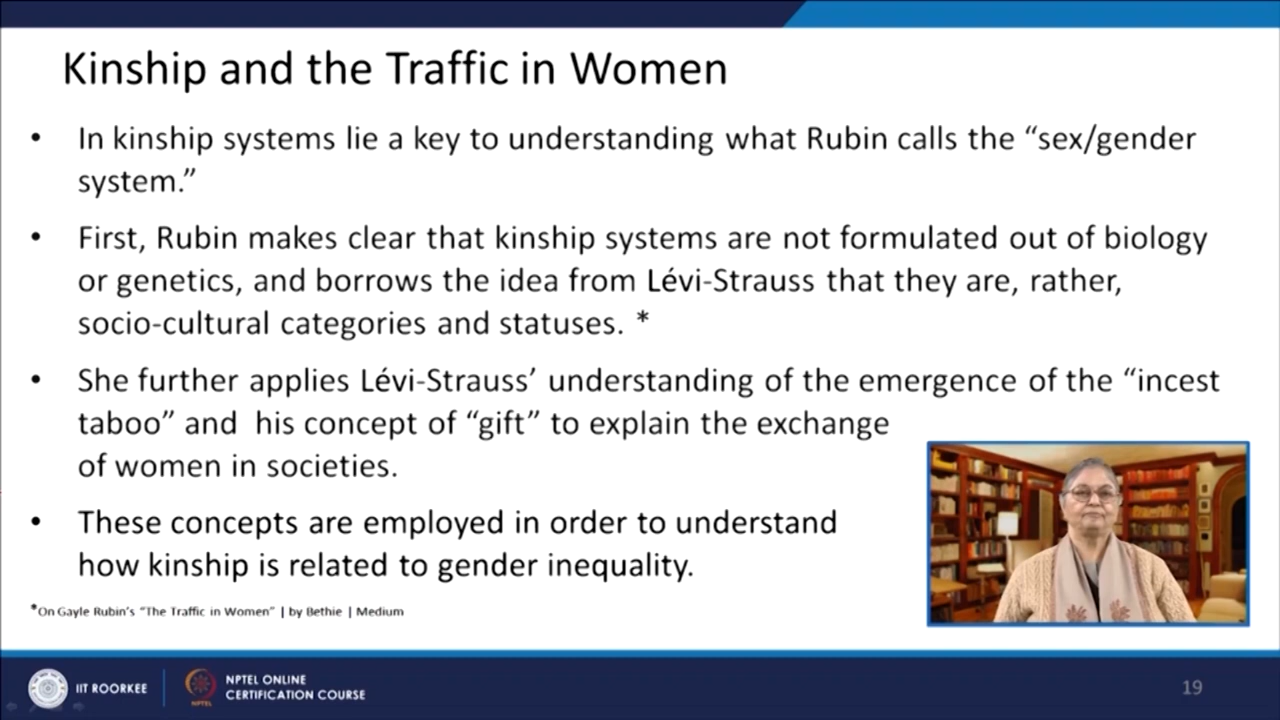 Kinship and the Traffic in Women
• In kinship systems lie a key to understanding what Rubin calls the “sex/gender
system.”
• First, Rubin makes clear that kinship systems are not formulated out of biology
or genetics, and borrows the idea from Lévi-Strauss that they are, rather,
socio-cultural categories and statuses. *
• She further applies Lévi-Strauss’ understanding of the emergence of the “incest
taboo” and his concept of “gift” to explain the exchange
of women in societies.
• These concepts are employed in order to understand
how kinship is related to gender inequality.
*On Gayle Rubin’s “The Traffic in Women” | by Bethie | Medium
IIT ROORKEE
NPTEL
NPTEL ONLINE
CERTIFICATION COURSE
19